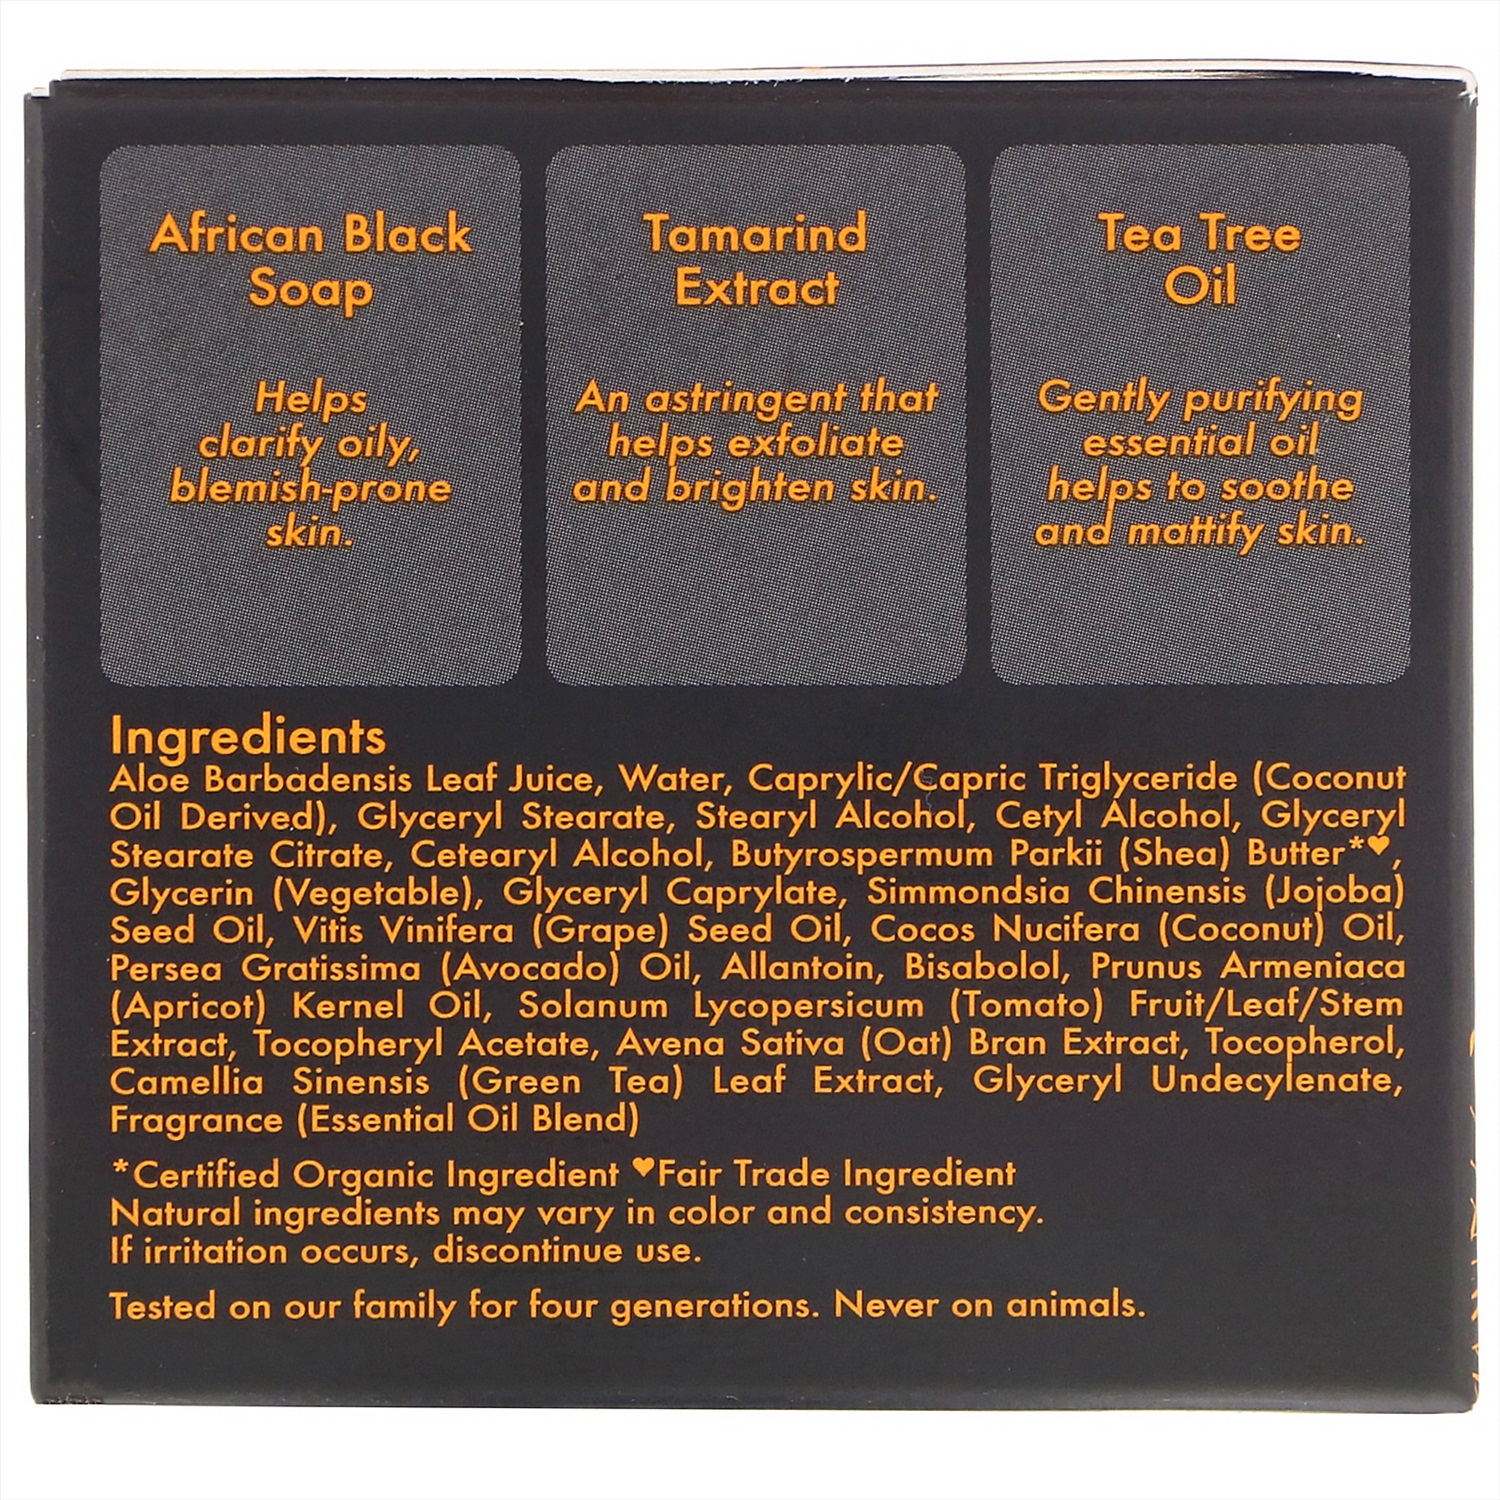 African Black
Soap
Helps
clarify oily,
blemish-prone
skin.
Tamarind
Extract
An astringent that
helps exfoliate
and brighten skin.
Tea Tree
Oil
Gently purifying
essential oil
helps to soothe
and mattify skin.
Ingredients
Aloe Barbadensis Leaf Juice, Water, Caprylic/Capric Triglyceride (Coconut
Oil Derived), Glyceryl Stearate, Stearyl Alcohol, Cetyl Alcohol, Glyceryl
Stearate Citrate, Cetearyl Alcohol, Butyrospermum Parkii (Shea) Butter*♥,
Glycerin (Vegetable), Glyceryl Caprylate, Simmondsia Chinensis (Jojoba)
Seed Oil, Vitis Vinifera (Grape) Seed Oil, Cocos Nucifera (Coconut) Oil,
Persea Gratissima (Avocado) Oil, Allantoin, Bisabolol, Prunus Armeniaca
(Apricot) Kernel Oil, Solanum Lycopersicum (Tomato) Fruit/Leaf/Stem
Extract, Tocopheryl Acetate, Avena Sativa (Oat) Bran Extract, Tocopherol,
Camellia Sinensis (Green Tea) Leaf Extract, Glyceryl Undecylenate,
Fragrance (Essential Oil Blend)
*Certified Organic Ingredient ♥Fair Trade Ingredient
Natural ingredients may vary in color and consistency.
If irritation occurs, discontinue use.
Tested on our family for four generations. Never on animals.